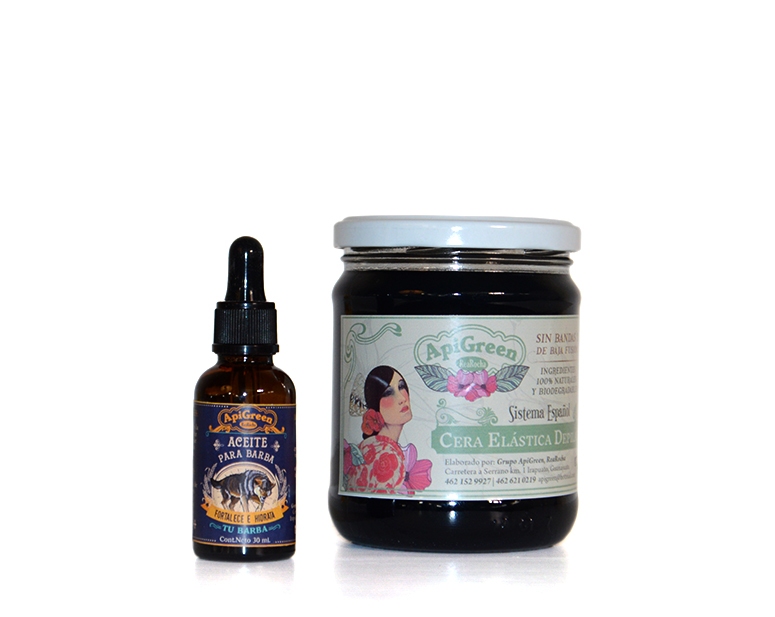 ApiGreen
ACEITE
PARA BARBA
FORTALECE E HIDRATA
TU BARBA
Cont.Neto 30 mL
ApiGreen
RoaRocha
SIN BANDAS
DE BAJA
INGREDIENTES
100% NATURALES
Y BIODEGRADABLES
Sistema Español
CERA ELÁSTICA
Elaborado por: Grupo ApiGreen, RoaRocha
Carretera a Serrano km. 1 Irapuato, Guanajuato
462 152 9927 | 462 621 0219